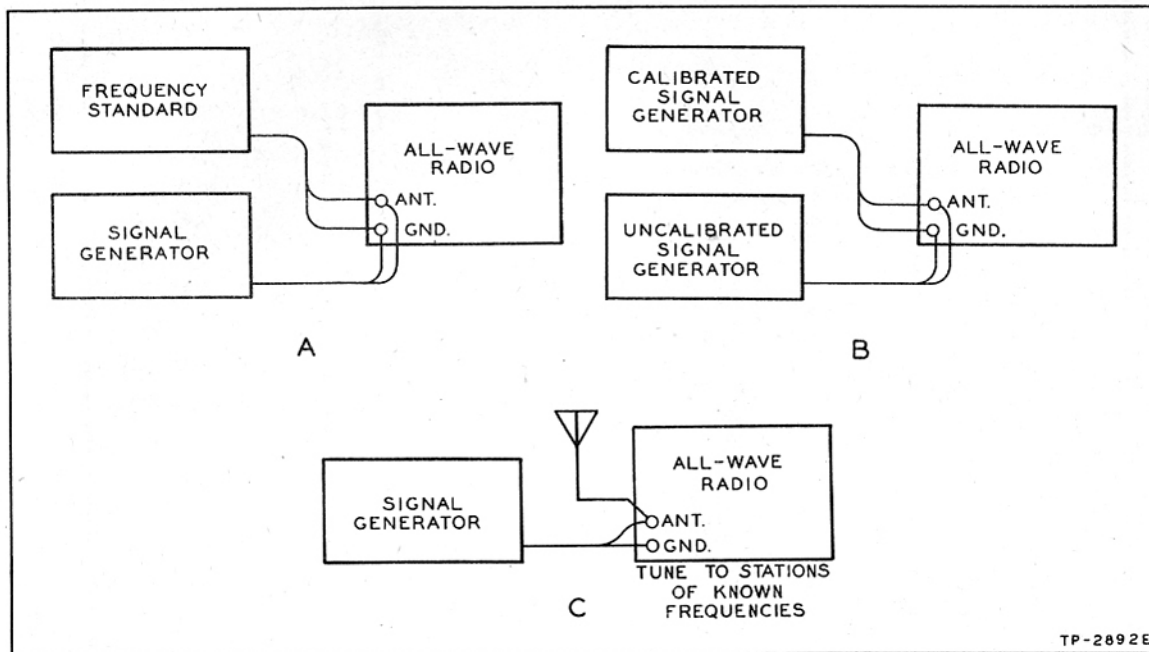 FREQUENCY
STANDARD
ALL-WAVE
RADIO
ANT.
GND.
SIGNAL
GENERATOR
A
CALIBRATED
SIGNAL
GENERATOR
ALL-WAVE
RADIO
ANT.
GND.
UNCALIBRATED
SIGNAL
GENERATOR
B
SIGNAL
GENERATOR
ALL-WAVE
RADIO
ANT.
GND.
TUNE TO STATIONS
OF KNOWN
FREQUENCIES
C
TP-2892E